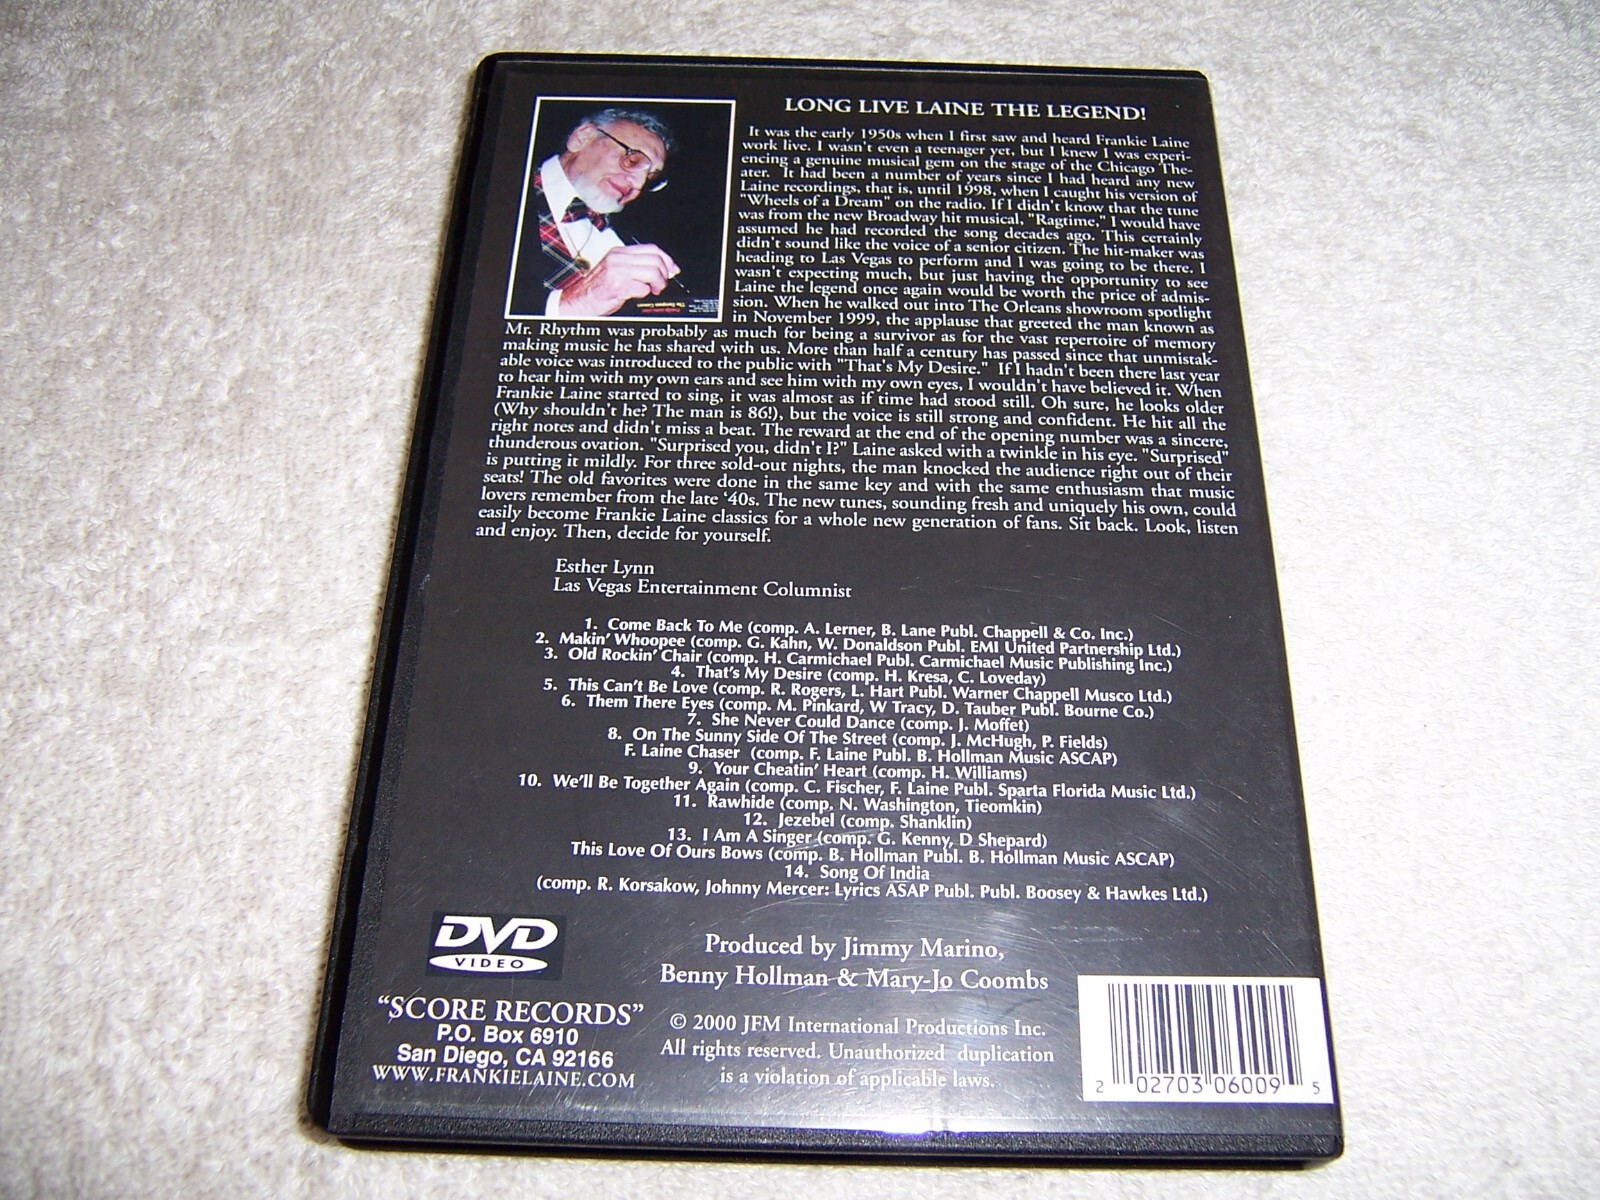 LONG LIVE LAINE THE LEGEND!
It was the early 1950s when I first saw and heard Frankie Laine
work live. I wasn't even a teenager yet, but I knew I was experi-
encing a genuine musical gem on the stage of the Chicago The-
ater. It had been a number of years since I had heard any new
Laine recordings, that is, until 1998, when I caught his version of
"Wheels of a Dream" on the radio. If I didn't know that the tune
was from the new Broadway hit musical, "Ragtime," I would have
assumed he had recorded the song decades ago. This certainly
didn't sound like the voice of a senior citizen. The hit-maker was
heading to Las Vegas to perform and I was going to be there. I
wasn't expecting much, but just having the opportunity to see
Laine the legend once again would be worth the price of admis-
sion. When he walked out into The Orleans showroom spotlight
in November 1999, the applause that greeted the man known as
Mr. Rhythm was probably as much for being a survivor as for the vast repertoire of memory
making music he has shared with us. More than half a century has passed since that unmistak-
able voice was introduced to the public with "That's My Desire." If I hadn't been there last year
to hear him with my own ears and see him with my own eyes, I wouldn't have believed it. When
Frankie Laine started to sing, it was almost as if time had stood still. Oh sure, he looks older
(Why shouldn't he? The man is 86!), but the voice is still strong and confident. He hit all the
right notes and didn't miss a beat. The reward at the end of the opening number was a sincere,
thunderous ovation. "Surprised you, didn't I?" Laine asked with a twinkle in his eye. "Surprised"
is putting it mildly. For three sold-out nights, the man knocked the audience right out of their
seats! The old favorites were done in the same key and with the same enthusiasm that music
lovers remember from the late '40s. The new tunes, sounding fresh and uniquely his own, could
easily become Frankie Laine classics for a whole new generation of fans. Sit back. Look, listen
and enjoy. Then, decide for yourself.
Esther Lynn
Las Vegas Entertainment Columnist
1. Come Back To Me (comp. A. Lerner, B. Lane Publ. Chappell & Co. Inc.)
2. Makin' Whoopee (comp. G. Kahn, W. Donaldson Publ. EMI United Partnership Ltd.)
3. Old Rockin' Chair (comp. H. Carmichael Publ. Carmichael Music Publishing Inc.)
4. That's My Desire (comp. H. Kresa, C. Loveday)
5. This Can't Be Love (comp. R. Rogers, L. Hart Publ. Warner Chappell Musco Ltd.)
6. Them There Eyes (comp. M. Pinkard, W Tracy, D. Tauber Publ. Bourne Co.)
7. She Never Could Dance (comp. J. Moffet)
8. On The Sunny Side Of The Street (comp. J. McHugh, P. Fields)
F. Laine Chaser (comp. F. Laine Publ. B. Hollman Music ASCAP)
9. Your Cheatin' Heart (comp. H. Williams)
10. We'll Be Together Again (comp. C. Fischer, F. Laine Publ. Sparta Florida Music Ltd.)
11. Rawhide (comp. N. Washington, Tieomkin)
12. Jezebel (comp. Shanklin)
13. I Am A Singer (comp. G. Kenny, D Shepard)
This Love Of Ours Bows (comp. B. Hollman Publ. B. Hollman Music ASCAP)
14. Song Of India
(comp. R. Korsakow, Johnny Mercer: Lyrics ASAP Publ. Publ. Boosey & Hawkes Ltd.)
DVD
VIDEO
"SCORE RECORDS"
P.O. Box 6910
San Diego, CA 92166
WWW.FRANKIELAINE.COM
Produced by Jimmy Marino,
Benny Hollman & Mary-Jo Coombs
© 2000 JFM International Productions Inc.
All rights reserved. Unauthorized duplication
is a violation of applicable laws.
2 02703 06009 5